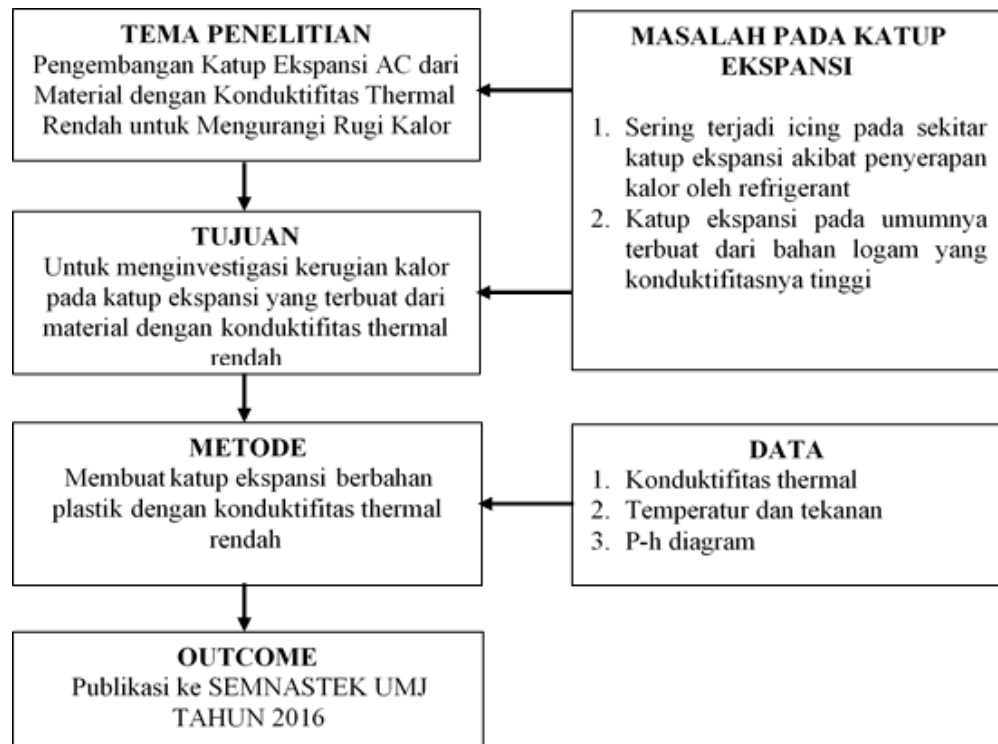 TEMA PENELITIAN
Pengembangan Katup Ekspansi AC dari
Material dengan Konduktifitas Thermal
Rendah untuk Mengurangi Rugi Kalor
MASALAH PADA KATUP
EKSPANSI
1. Sering terjadi icing pada sekitar
katup ekspansi akibat penyerapan
kalor oleh refrigerant
2. Katup ekspansi pada umumnya
terbuat dari bahan logam yang
konduktifitasnya tinggi
TUJUAN
Untuk menginvestigasi kerugian kalor
pada katup ekspansi yang terbuat dari
material dengan konduktifitas thermal
rendah
METODE
Membuat katup ekspansi berbahan
plastik dengan konduktifitas thermal
rendah
DATA
1. Konduktifitas thermal
2. Temperatur dan tekanan
3. P-h diagram
OUTCOME
Publikasi ke SEMNASTEK UMJ
TAHUN 2016